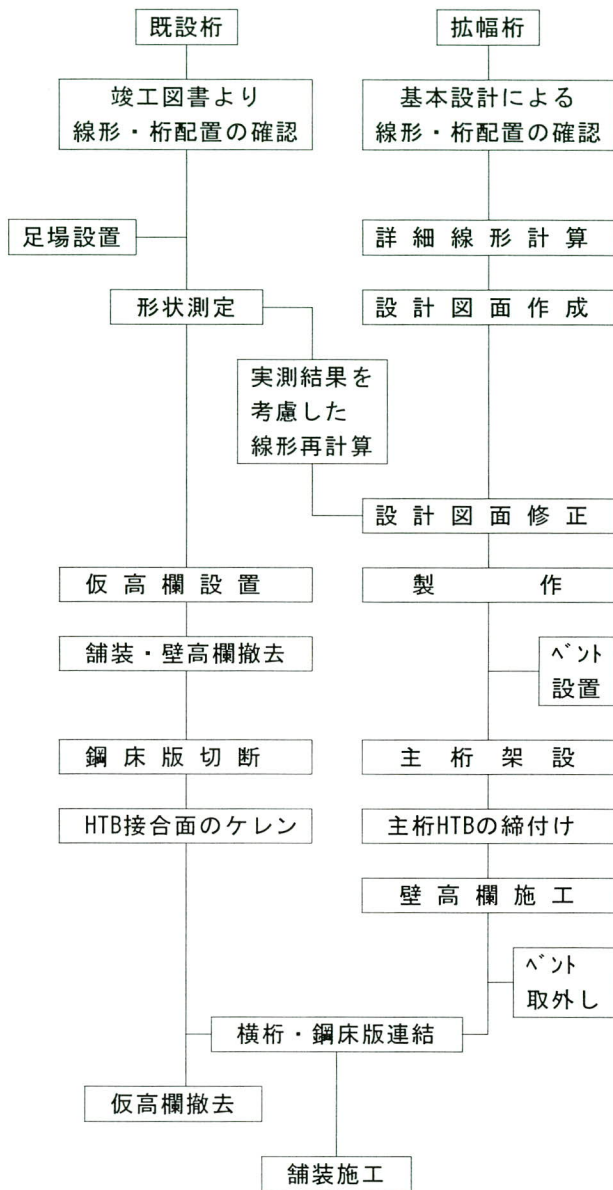 既設桁
拡幅桁
竣工図書より
線形・桁配置の確認
基本設計による
線形・桁配置の確認
足場設置
詳細線形計算
形状測定
設計図面作成
実測結果を
考慮した
線形再計算
設計図面修正
仮高欄設置
製作
舗装・壁高欄撤去
ベント
設置
鋼床版切断
主桁架設
HTB接合面のケレン
主桁HTBの締付け
壁高欄施工
ベント
取外し
横桁・鋼床版連結
仮高欄撤去
舗装施工